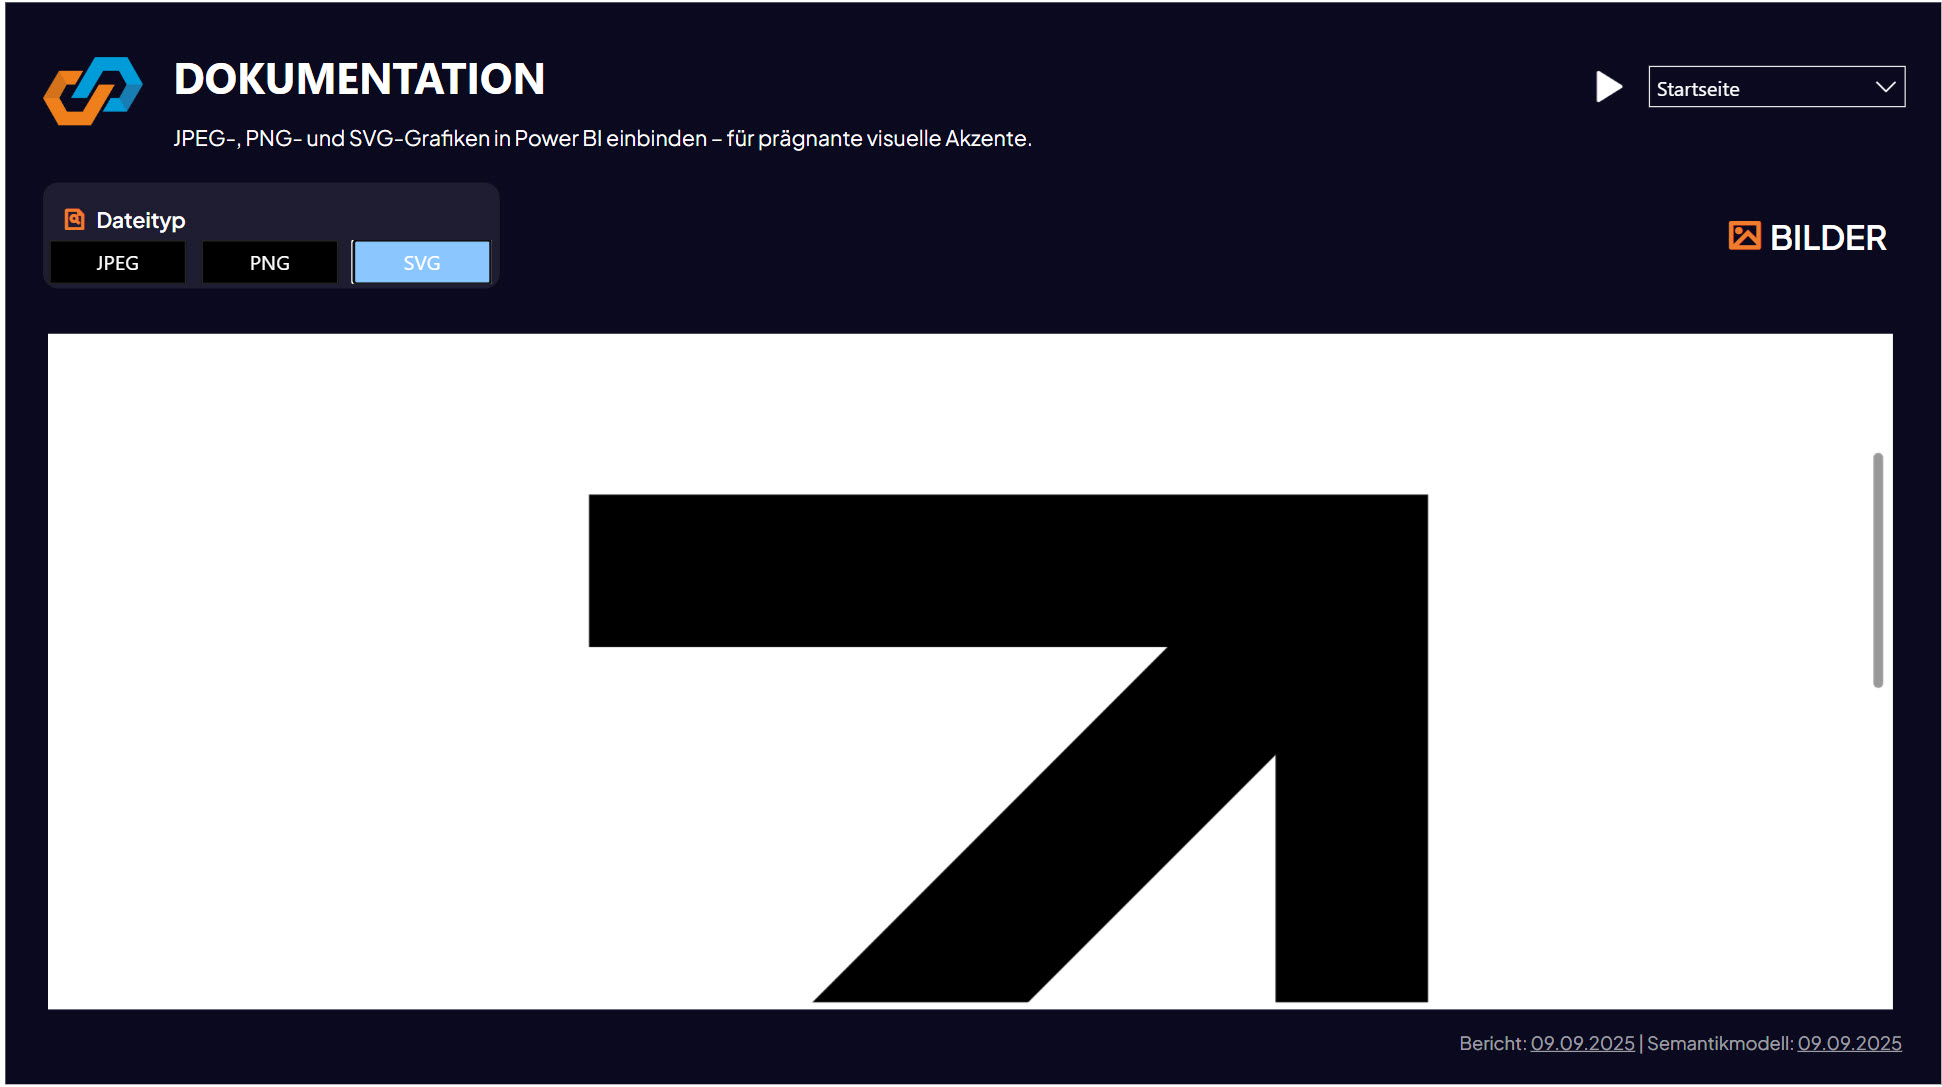 DOKUMENTATION
Startseite
JPEG-, PNG- und SVG-Grafiken in Power BI einbinden – für prägnante visuelle Akzente.
Dateityp
JPEG PNG SVG
BILDER
Bericht: 09.09.2025 | Semantikmodell: 09.09.2025